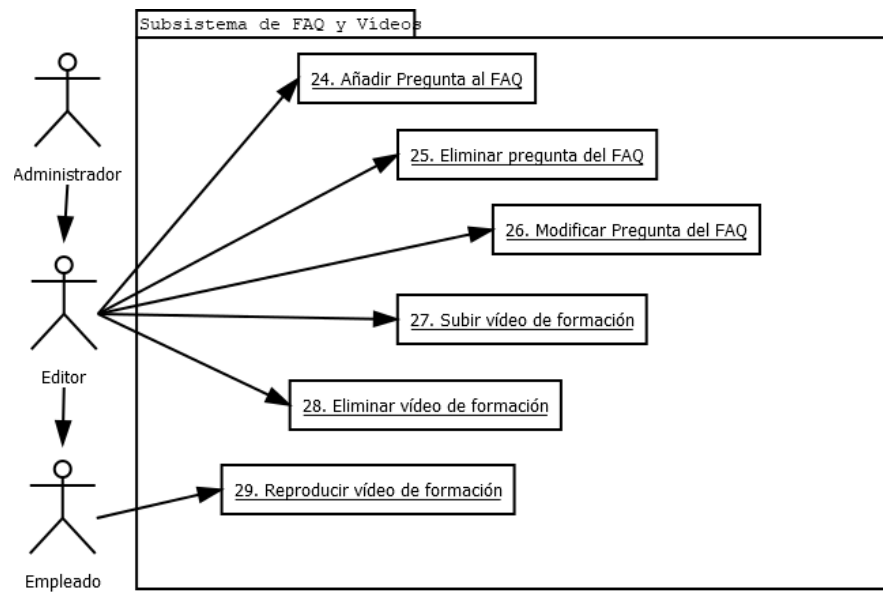 Subsistema de FAQ y Vídeos
24. Añadir Pregunta al FAQ
Administrador
25. Eliminar pregunta del FAQ
26. Modificar Pregunta del FAQ
27. Subir vídeo de formación
Editor
28. Eliminar vídeo de formación
29. Reproducir vídeo de formación
Empleado